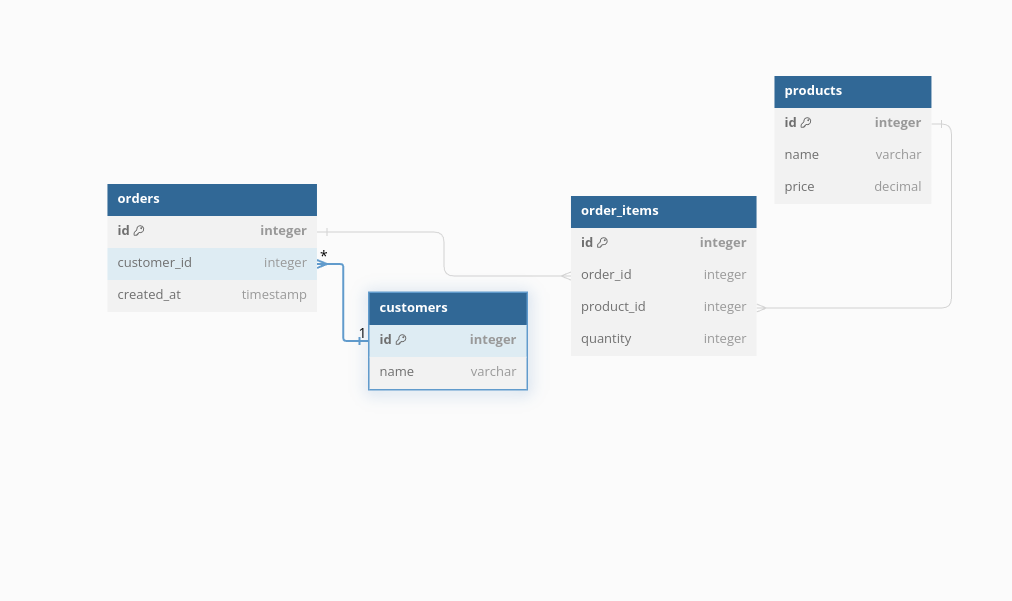 products
id integer
name varchar
price decimal
orders
id integer
customer_id integer
created_at timestamp
*
1
customers
id integer
name varchar
order_items
id integer
order_id integer
product_id integer
quantity integer